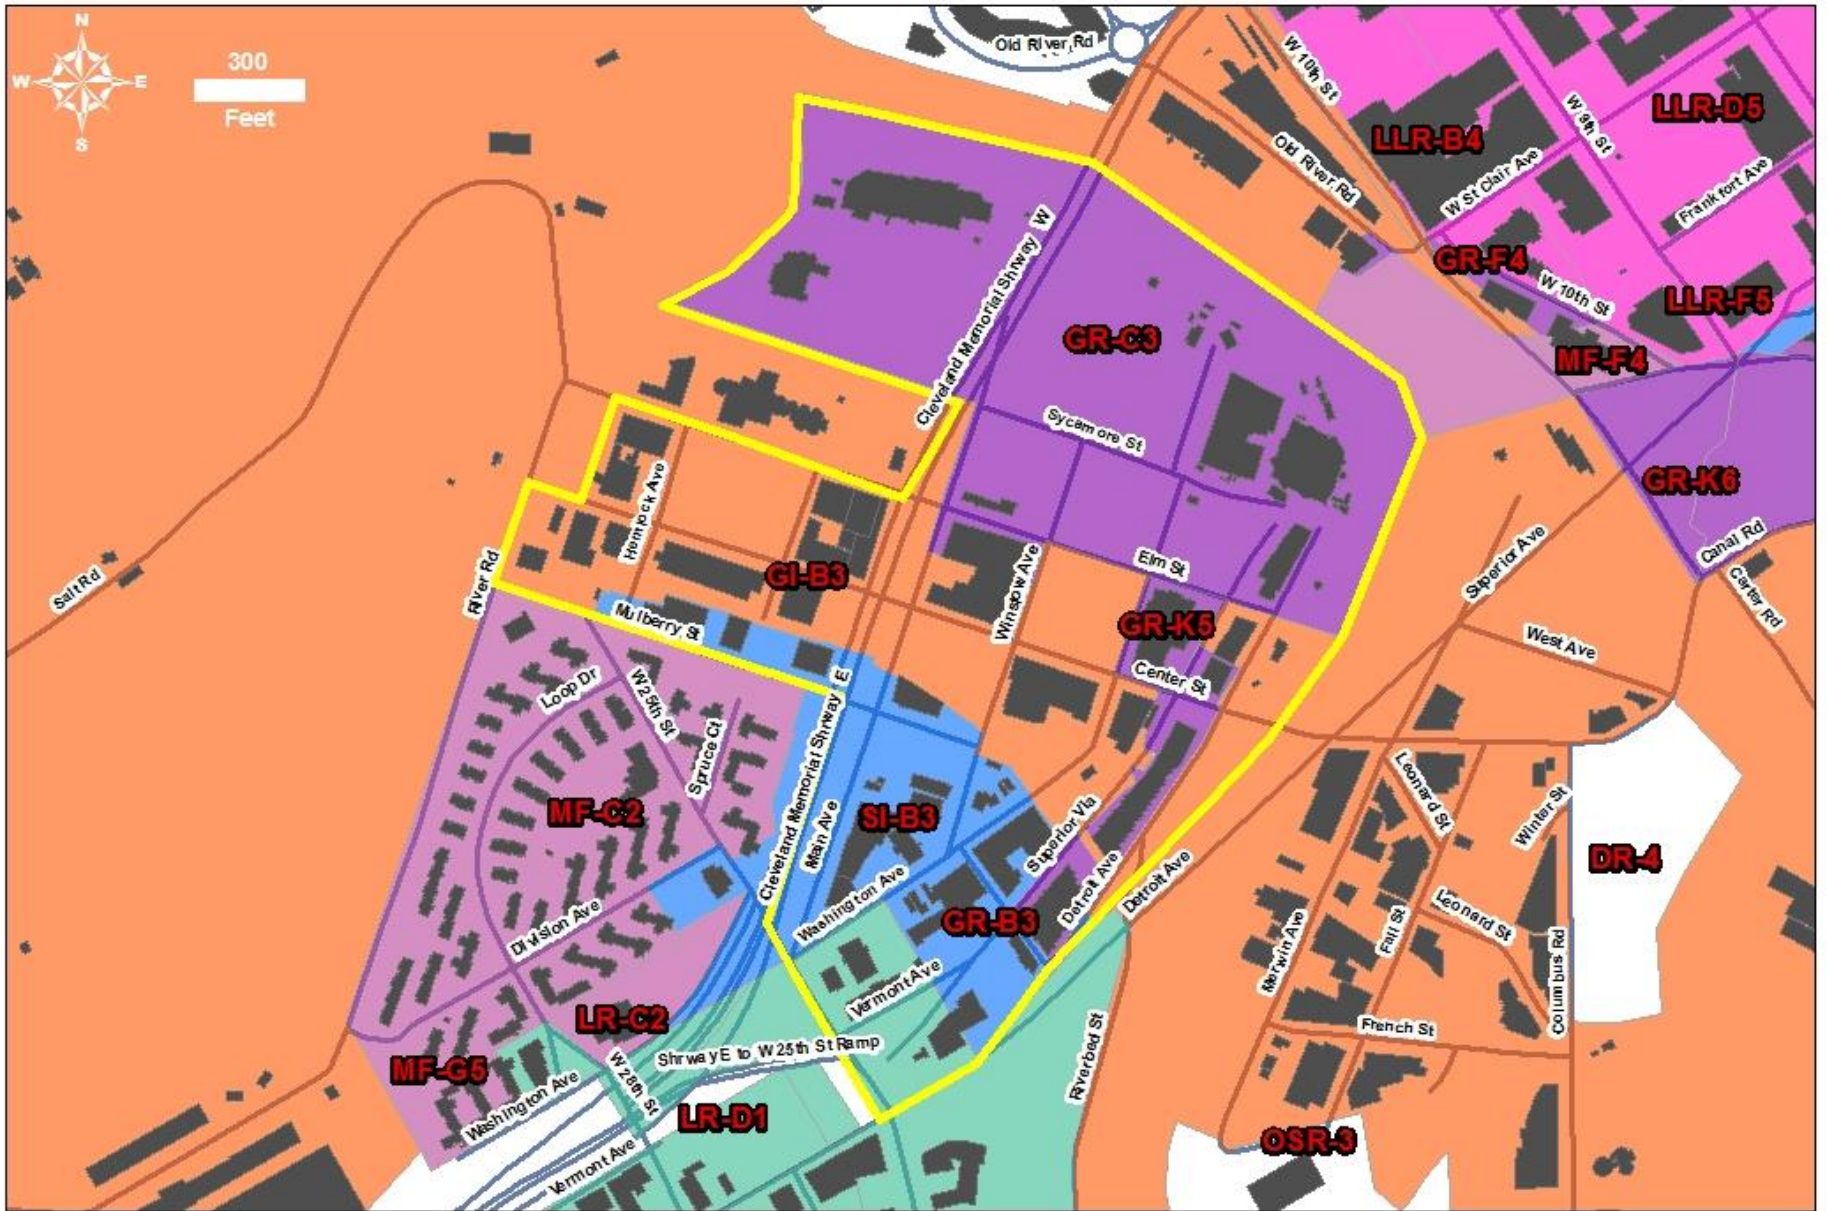 N
W
E
S
300
Feet
Old River Rd
W 10th St
W 9th St
LLR-D5
LLR-B4
Old River Rd
W St Clair Ave
Frankfort Ave
Cleveland Memorial Shrway W
GR-F4
W 10th St
LLR-F5
GR-C3
MF-F4
Sycamore St
GR-K6
Hemlock Ave
Canal Rd
Carter Rd
Salt Rd
River Rd
GI-B3
Elm St
Winslow Ave
Superior Ave
Mulberry St
GR-K5
West Ave
Center St
Loop Dr
W 25th St
Spruce Ct
Cleveland Memorial Shrway E
Main Ave
MF-C2
SI-B3
Superior Via
Leonard St
Winter St
DR-4
Division Ave
Washington Ave
GR-B3
Detroit Ave
Detroit Ave
Leonard St
Merwin Ave
Fall St
Columbus Rd
Vermont Ave
LR-C2
Shrway E to W 25th St Ramp
French St
MF-G5
W 28th St
Riverbed St
Washington Ave
LR-D1
OSR-3
Vermont Ave